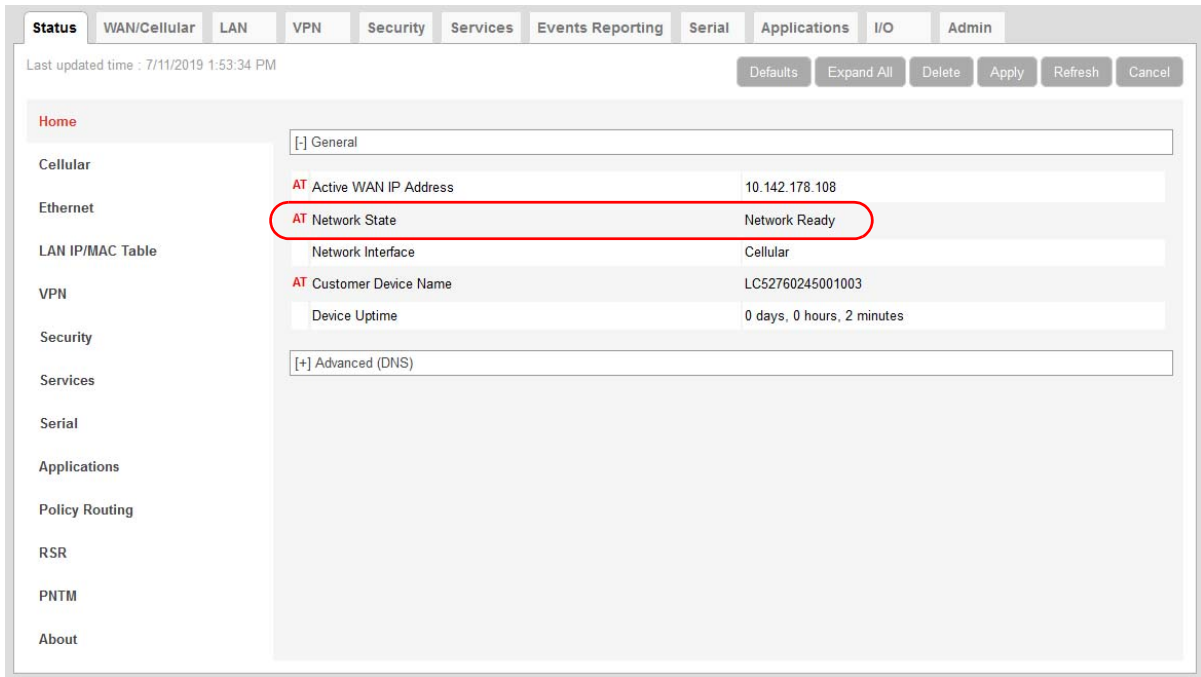 Status WAN/Cellular LAN VPN Security Services Events Reporting Serial Applications I/O Admin
Last updated time : 7/11/2019 1:53:34 PM
Defaults Expand All Delete Apply Refresh Cancel
Home
Cellular
Ethernet
LAN IP/MAC Table
VPN
Security
Services
Serial
Applications
Policy Routing
RSR
PNTM
About
[-] General
AT Active WAN IP Address 10.142.178.108
AT Network State Network Ready
Network Interface Cellular
AT Customer Device Name LC52760245001003
Device Uptime 0 days, 0 hours, 2 minutes
[+] Advanced (DNS)